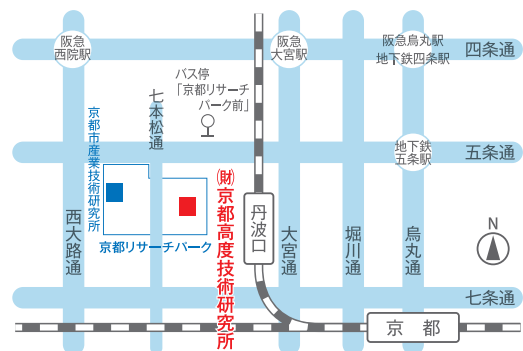 阪急
西院駅
阪急
大宮駅
阪急烏丸駅
地下鉄四条駅
四条通
バス停
「京都リサーチ
パーク前」
七本松通
京都市産業技術研究所
地下鉄
五条駅
五条通
㈶京都高度技術研究所
京都リサーチパーク
西大路通
丹波口
大宮通
堀川通
烏丸通
N
七条通
京都